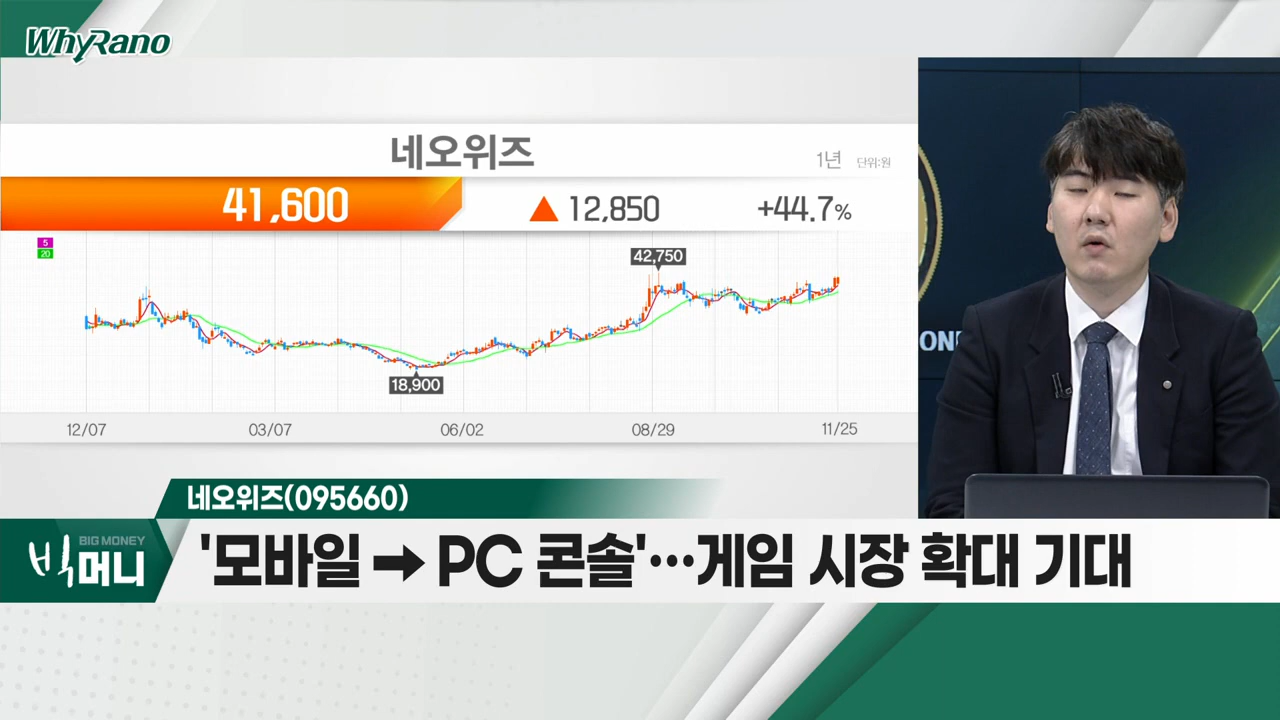 WhyRano
네오위즈
1년 단위:원
41,600 ▲ 12,850 +44.7%
5
20
42,750
18,900
12/07 03/07 06/02 08/29 11/25
네오위즈(095660)
BIG MONEY
빅머니
'모바일 ➡ PC 콘솔'…게임 시장 확대 기대